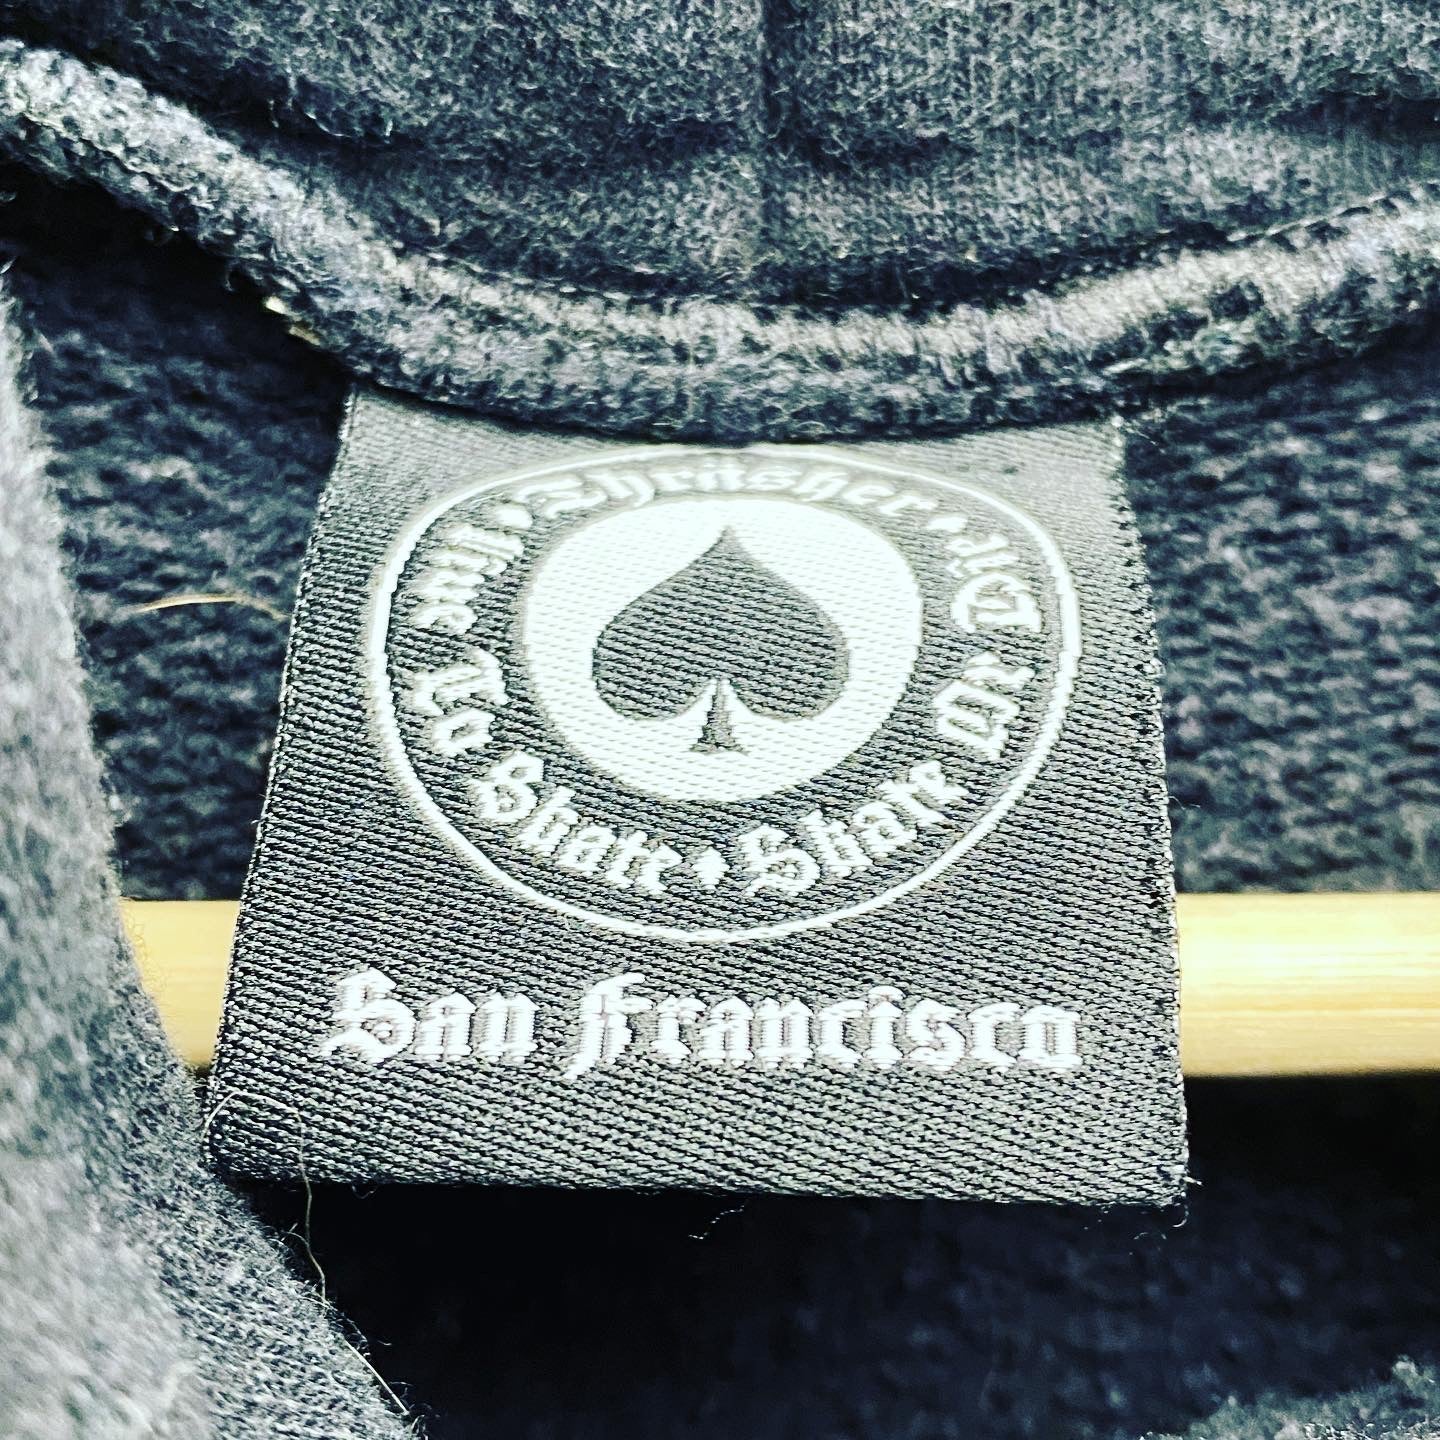 Thrasher
Live To Skate
Skate Or Die
San Francisco